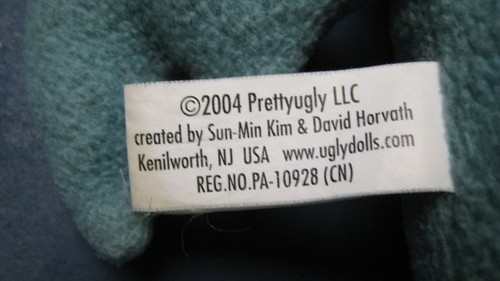 ©2004 Prettyugly LLC
created by Sun-Min Kim & David Horvath
Kenilworth, NJ USA www.uglydolls.com
REG.NO.PA-10928 (CN)